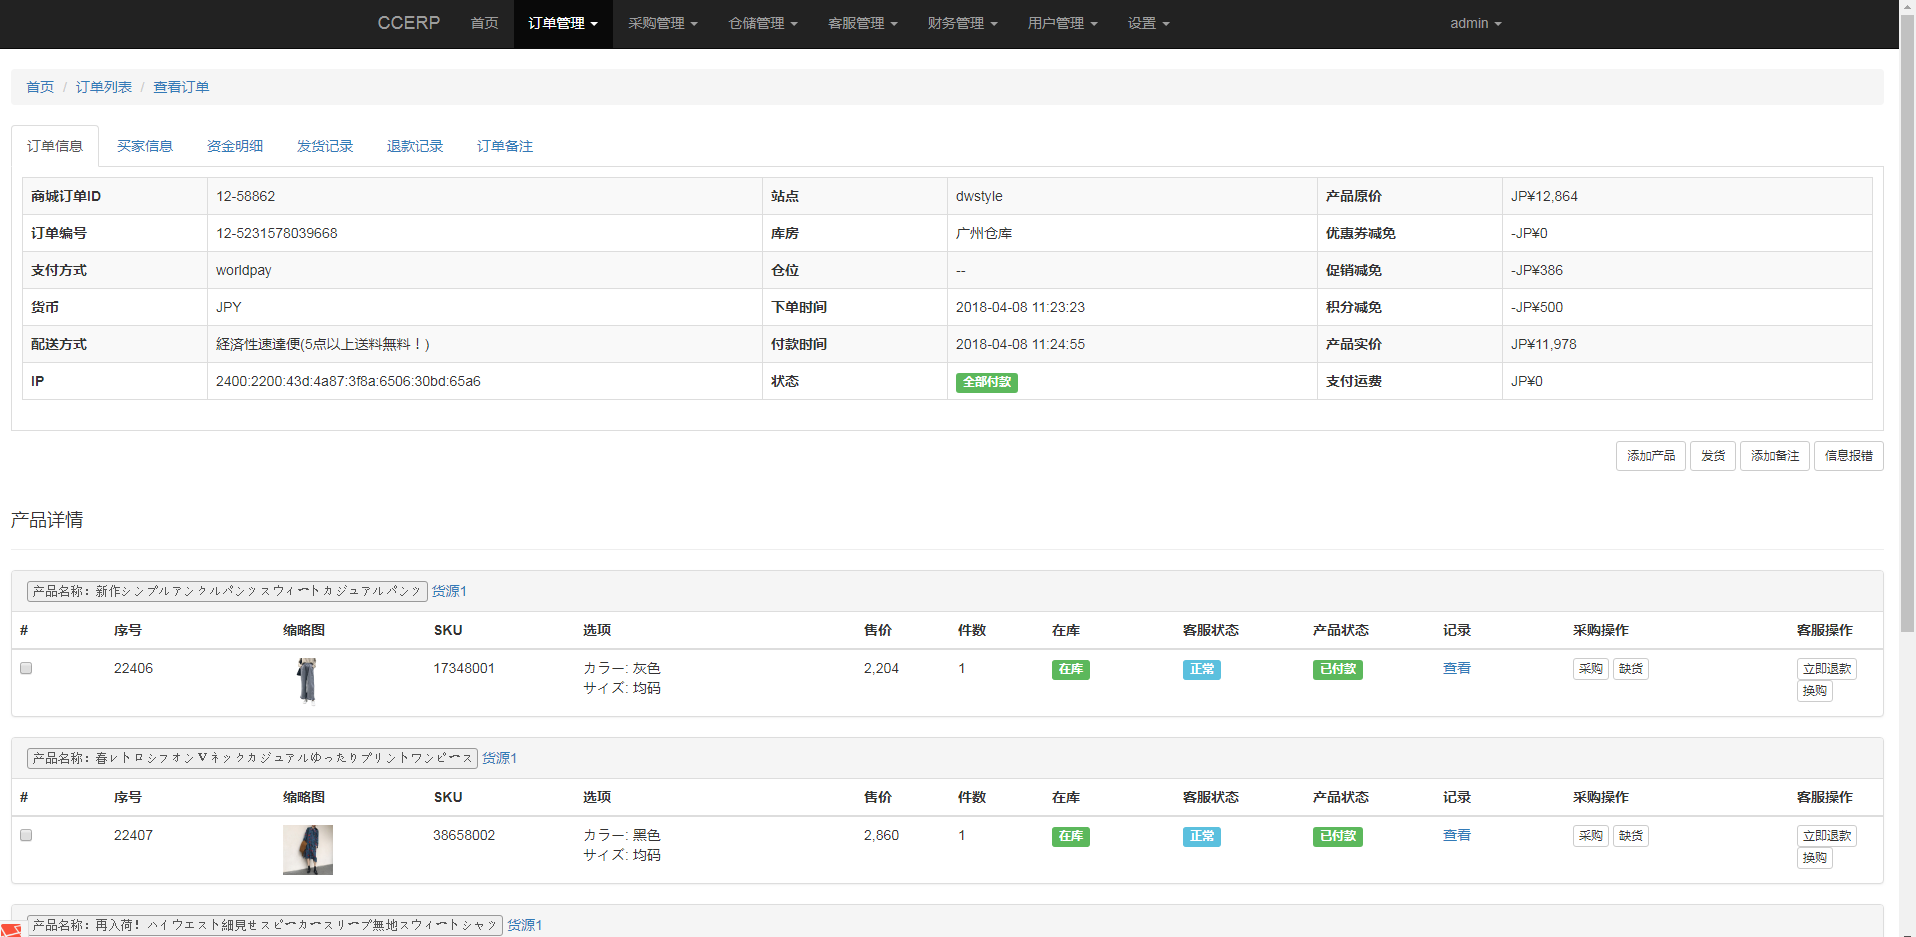 CCERP 首页 订单管理 采购管理 仓储管理 客服管理 财务管理 用户管理 设置 admin
首页 / 订单列表 / 查看订单
订单信息 买家信息 资金明细 发货记录 退款记录 订单备注
商城订单ID 12-58862 站点 dwstyle 产品原价 JP¥12,864
订单编号 12-5231578039668 库房 广州仓库 优惠券减免 -JP¥0
支付方式 worldpay 仓位 -- 促销减免 -JP¥386
货币 JPY 下单时间 2018-04-08 11:23:23 积分减免 -JP¥500
配送方式 経済性速達便(5点以上送料無料！) 付款时间 2018-04-08 11:24:55 产品实价 JP¥11,978
IP 2400:2200:43d:4a87:3f8a:6506:30bd:65a6 状态 全部付款 支付运费 JP¥0
添加产品 发货 添加备注 信息报错
产品详情
产品名称：新作シンプルアンクルパンツスウィートカジュアルパンツ 货源1
# 序号 缩略图 SKU 选项 售价 件数 在库 客服状态 产品状态 记录 采购操作 客服操作
22406 17348001 カラー: 灰色 2,204 1 在库 正常 已付款 查看 采购 缺货 立即退款
サイズ: 均码 换购
产品名称：春レトロシフォンVネックカジュアルゆったりプリントワンピース 货源1
# 序号 缩略图 SKU 选项 售价 件数 在库 客服状态 产品状态 记录 采购操作 客服操作
22407 38658002 カラー: 黑色 2,860 1 在库 正常 已付款 查看 采购 缺货 立即退款
サイズ: 均码 换购
产品名称：再入荷！ハイウエスト細見せスピーカースリーブ無地スウィートシャツ 货源1